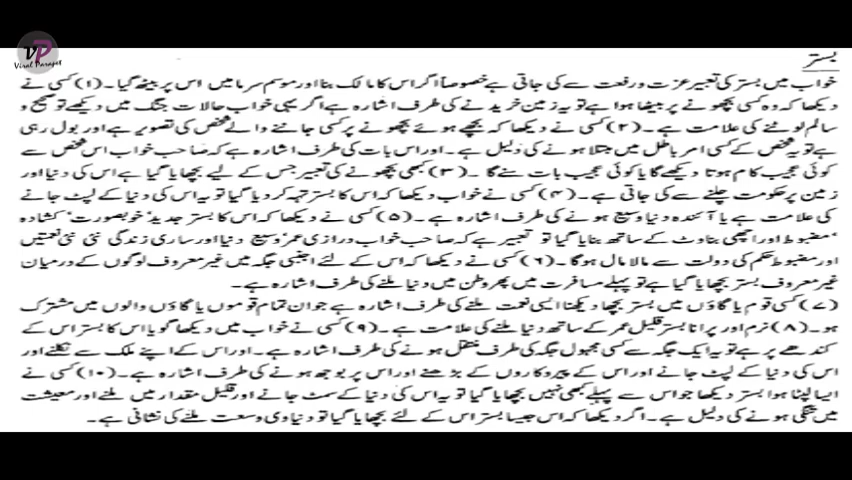 Viral Parapet
بستر
خواب میں بستر کی تعبیر عزت و رفعت سے کی جاتی ہے خصوصاً اگر اس کا مالک بنا اور موسم سرما میں اس پر بیٹھ گیا۔ (۱) کسی نے
دیکھا کہ وہ کسی بچھونے پر بیٹھا ہوا ہے تو یہ زمین خریدنے کی طرف اشارہ ہے اگر یہی خواب حالات جنگ میں دیکھے تو صحیح و
سالم لوٹنے کی علامت ہے۔ (۲) کسی نے دیکھا کہ بچھے ہوئے بچھونے پر کسی جاننے والے شخص کی تصویر ہے اور بول رہی
ہے تو یہ شخص کے کسی امر باطل میں مبتلا ہونے کی دلیل ہے۔ اور اس بات کی طرف اشارہ ہے کہ صاحب خواب اس شخص سے
کوئی عجیب کام ہوتا دیکھے گا یا کوئی عجیب بات سنے گا۔ (۳) کبھی بچھونے کی تعبیر جس کے لیے بچھایا گیا ہے اس کی دنیا اور
زمین پر حکومت چلنے سے کی جاتی ہے۔ (۴) کسی نے خواب دیکھا کہ اس کا بستر تہہ کر دیا گیا تو یہ اس کی دنیا کے لپٹ جانے
کی علامت ہے یا آئندہ دنیا وسیع ہونے کی طرف اشارہ ہے۔ (۵) کسی نے دیکھا کہ اس کا بستر جدید، خوبصورت، کشادہ
، مضبوط اور اچھی بناوٹ کے ساتھ بنایا گیا تو تعبیر ہے کہ صاحب خواب درازی عمر، وسیع دنیا اور ساری زندگی نئی نئی نعمتیں
اور مضبوط حکم کی دولت سے مالا مال ہوگا۔ (۶) کسی نے دیکھا کہ اس کے لئے اجنبی جگہ میں غیر معروف لوگوں کے درمیان
غیر معروف بستر بچھایا گیا ہے تو پہلے مسافرت میں پھر وطن میں دنیا ملنے کی طرف اشارہ ہے۔
(۷) کسی قوم یا گاؤں میں بستر بچھا دیکھنا ایسی نعمت ملنے کی طرف اشارہ ہے جو ان تمام قوموں یا گاؤں والوں میں مشترک
ہو۔ (۸) نرم اور پرانا بستر قلیل عمر کے ساتھ دنیا ملنے کی علامت ہے۔ (۹) کسی نے خواب میں دیکھا گویا اس کا بستر اس کے
کندھے پر ہے تو یہ ایک جگہ سے کسی مجہول جگہ کی طرف منتقل ہونے کی طرف اشارہ ہے۔ اور اس کے اپنے ملک سے نکلنے اور
اس کی دنیا کے لپٹ جانے اور اس کے پیروکاروں کے بڑھنے اور اس پر بوجھ ہونے کی طرف اشارہ ہے۔ (۱۰) کسی نے
ایسا لپٹا ہوا بستر دیکھا جو اس سے پہلے کبھی نہیں بچھایا گیا تو یہ اس کی دنیا کے سمٹ جانے اور قلیل مقدار میں ملنے اور معیشت
میں تنگی ہونے کی دلیل ہے۔ اگر دیکھا کہ اس جیسا بستر اس کے لئے بچھایا گیا تو دنیاوی وسعت ملنے کی نشانی ہے۔